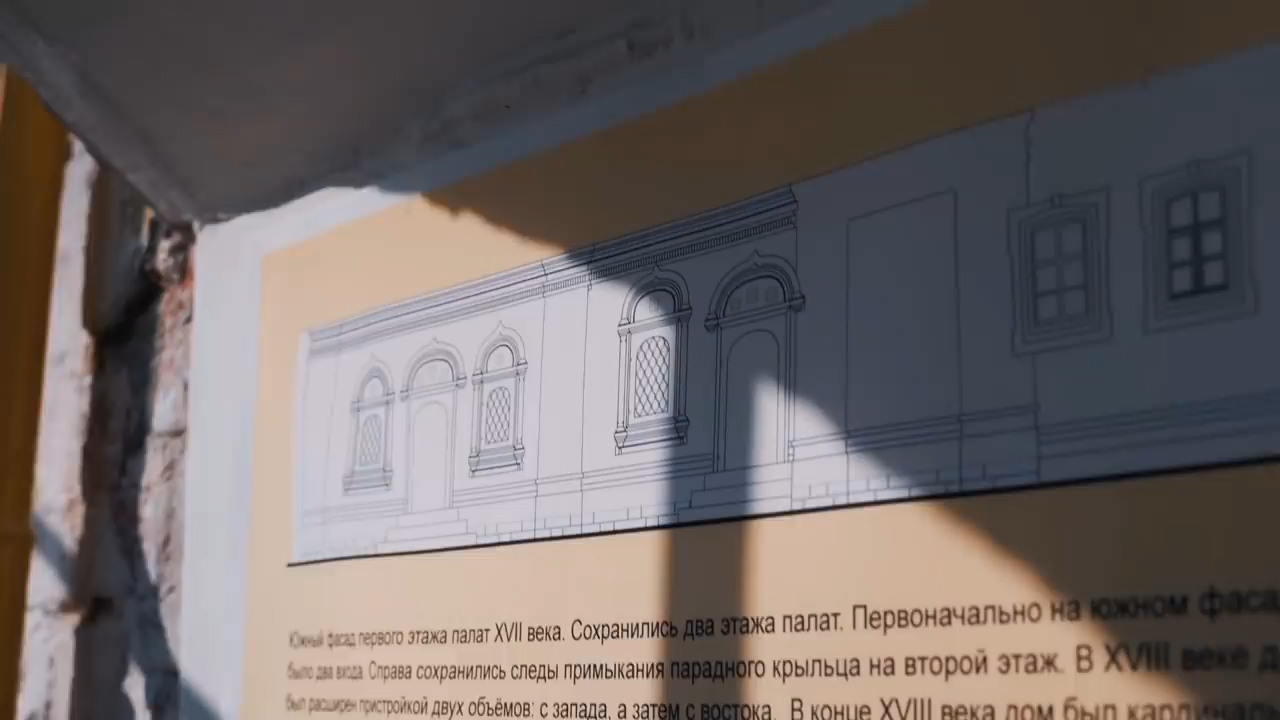 Южный фасад первого этажа палат XVII века. Сохранились два этажа палат. Первоначально на южном
было два входа. Справа сохранились следы примыкания парадного крыльца на второй этаж. В XVIII веке
был расширен пристройкой двух объёмов: с запада, а затем с востока. В конце XVIII века дом был